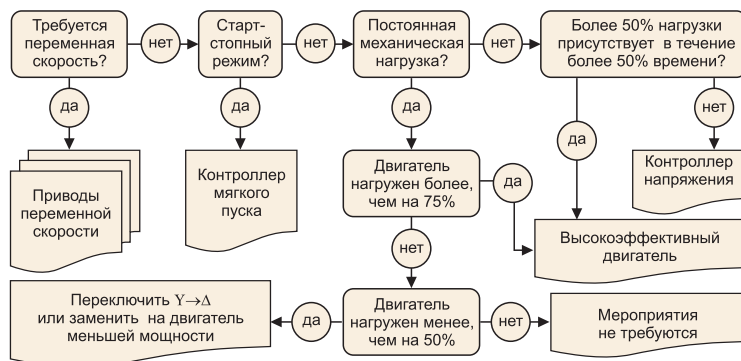 Требуется
переменная
скорость?
нет
Старт-
стопный
режим?
нет
Постоянная
механическая
нагрузка?
нет
Более 50% нагрузки
присутствует в течение
более 50% времени?
да
да
да
да
нет
Приводы
переменной
скорости
Контроллер
мягкого
пуска
Двигатель
нагружен более,
чем на 75%
да
Контроллер
напряжения
Высокоэффективный
двигатель
нет
Переключить Y→Δ
или заменить на двигатель
меньшей мощности
да
Двигатель
нагружен менее,
чем на 50%
нет
Мероприятия
не требуются